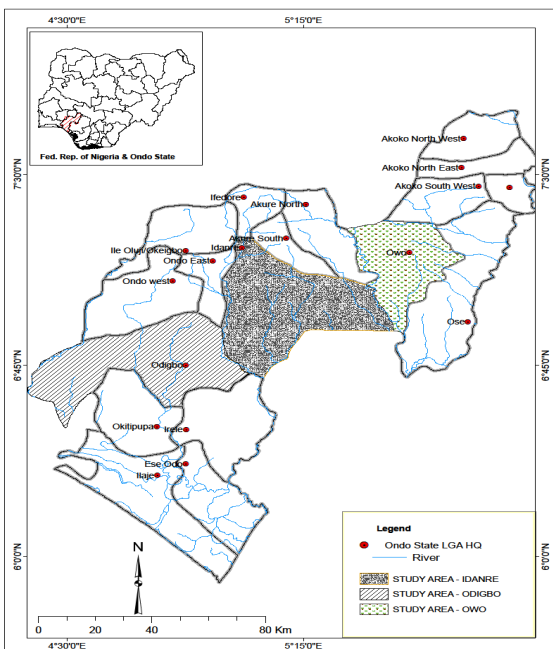 4°30'0"E 5°15'0"E
Fed. Rep. of Nigeria & Ondo State
Akoko North West
7°30'0"N
7°30'0"N
Akoko North East
Akoko South West
Ifedore
Akure North
Akure South
Idanre
Ile Oluji/Okeigbo
Ondo East
Owo
Ondo west
Ose
6°45'0"N
6°45'0"N
Odigbo
Okitipupa
Irele
Ese Odo
Ilaje
6°0'0"N
6°0'0"N
N
Legend
Ondo State LGA HQ
River
STUDY AREA - IDANRE
STUDY AREA - ODIGBO
STUDY AREA - OWO
0 20 40 80 Km
4°30'0"E 5°15'0"E